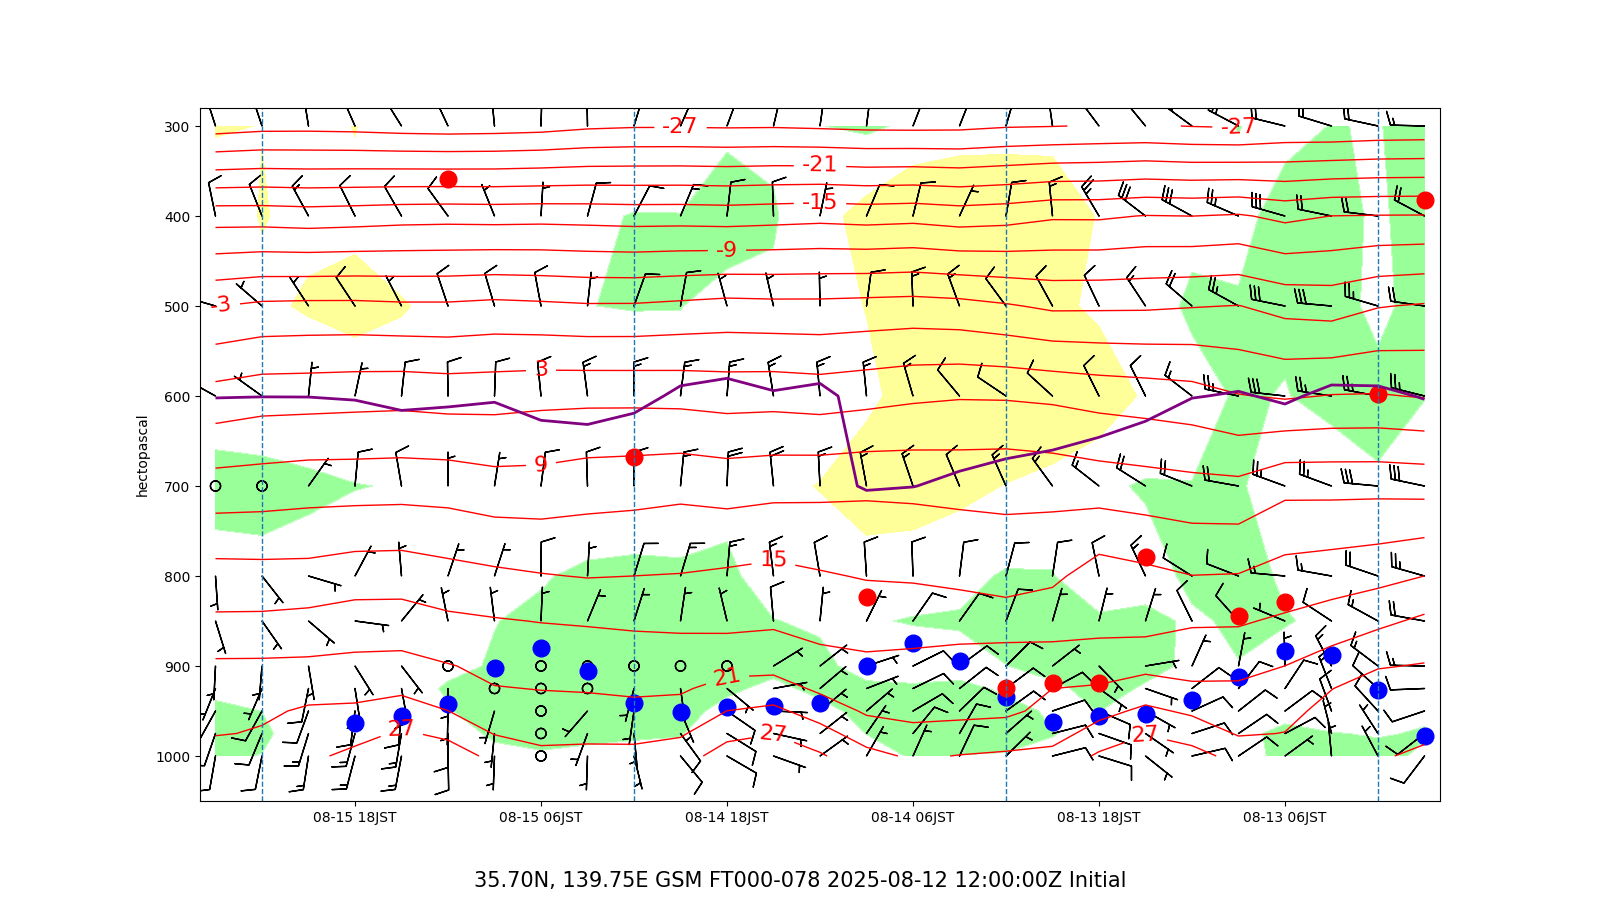 300
400
500
600
700
800
900
1000
hectopascal
-27
-27
-21
-15
-9
-3
3
9
15
21
27
27
27
08-15 18JST
08-15 06JST
08-14 18JST
08-14 06JST
08-13 18JST
08-13 06JST
35.70N, 139.75E GSM FT000-078 2025-08-12 12:00:00Z Initial